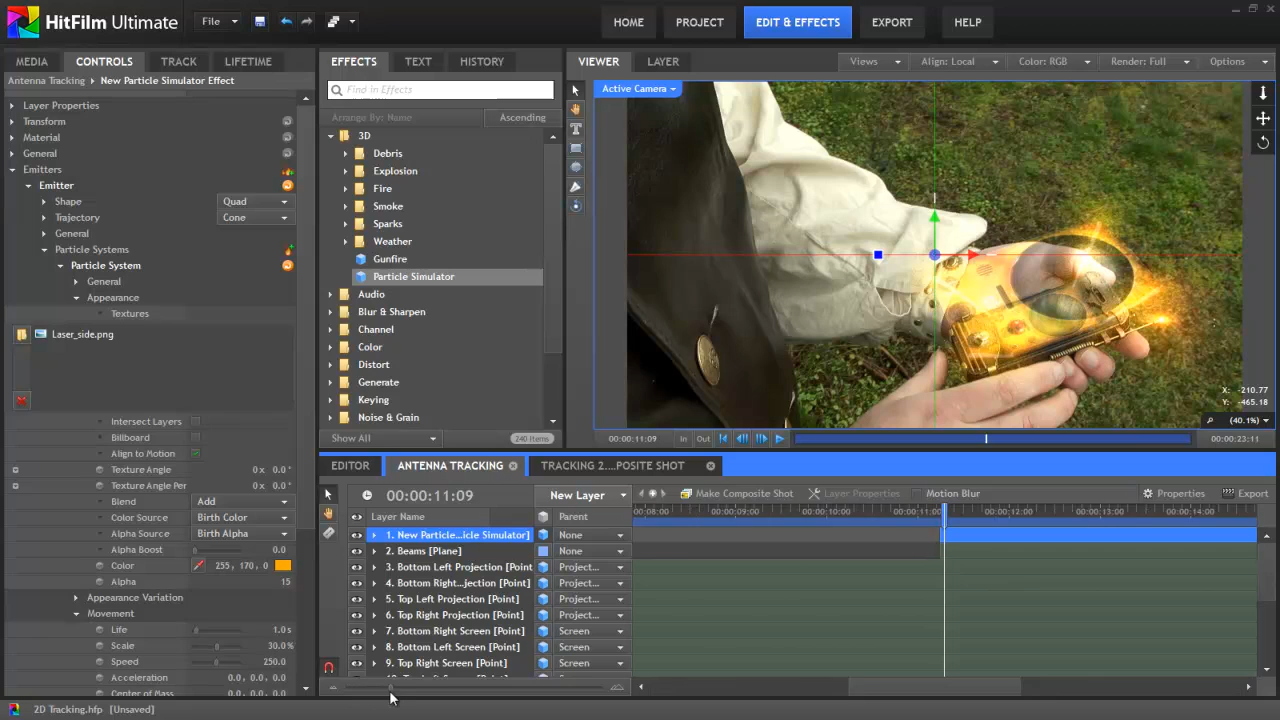 HitFilm Ultimate
File
HOME
PROJECT
EDIT & EFFECTS
EXPORT
HELP
MEDIA
CONTROLS
TRACK
LIFETIME
Antenna Tracking
New Particle Simulator Effect
Layer Properties
Transform
Material
General
Emitters
Emitter
Shape
Quad
Trajectory
Cone
General
Particle Systems
Particle System
General
Appearance
Textures
Laser_side.png
Intersect Layers
Billboard
Align to Motion
Texture Angle
0 x 0.0°
Texture Angle Per
0 x 0.0°
Blend
Add
Color Source
Birth Color
Alpha Source
Birth Alpha
Alpha Boost
0.0
Color
255, 170, 0
Alpha
15
Appearance Variation
Movement
Life
1.0s
Scale
30.0%
Speed
250.0
Acceleration
0.0, 0.0, 0.0
Center of Mass
0.0, 0.0, 0.0
EFFECTS
TEXT
HISTORY
Find in Effects
Arrange By: Name
Ascending
3D
Debris
Explosion
Fire
Smoke
Sparks
Weather
Gunfire
Particle Simulator
Audio
Blur & Sharpen
Channel
Color
Distort
Generate
Keying
Noise & Grain
Show All
240 Items
VIEWER
LAYER
Views
Align: Local
Color: RGB
Render: Full
Options
Active Camera
X: -210.77
Y: -465.18
(40.1%)
00:00:11:09
In
Out
00:00:23:11
EDITOR
ANTENNA TRACKING
TRACKING 2....POSITE SHOT
00:00:11:09
New Layer
Make Composite Shot
Layer Properties
Motion Blur
Properties
Export
Layer Name
Parent
00:08:00
00:00:09:00
00:00:10:00
00:00:11:00
00:00:12:00
00:00:13:00
00:00:14:00
1. New Particle...icle Simulator]
None
2. Beams [Plane]
None
3. Bottom Left Projection [Point
Project...
4. Bottom Right...jection [Point]
Project...
5. Top Left Projection [Point]
Project...
6. Top Right Projection [Point]
Project...
7. Bottom Right Screen [Point]
Screen
8. Bottom Left Screen [Point]
Screen
9. Top Right Screen [Point]
Screen
2D Tracking.hfp [Unsaved]